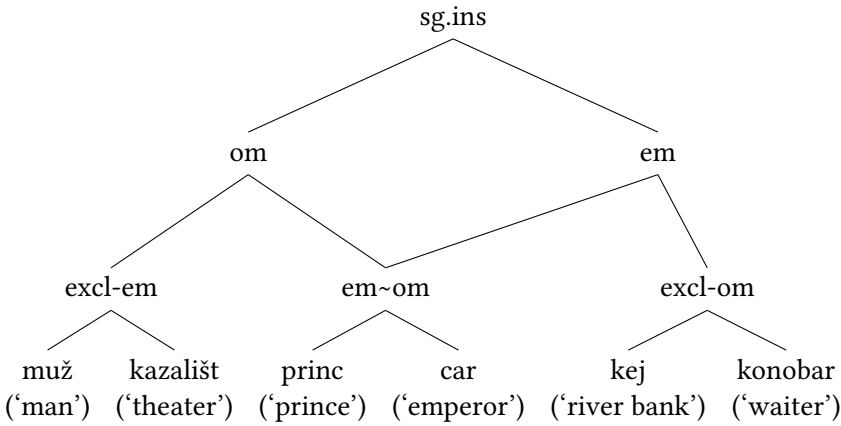 sg.ins
om em
excl-em em~om excl-om
muž kazališt princ car kej konobar
(‘man’) (‘theater’) (‘prince’) (‘emperor’) (‘river bank’) (‘waiter’)